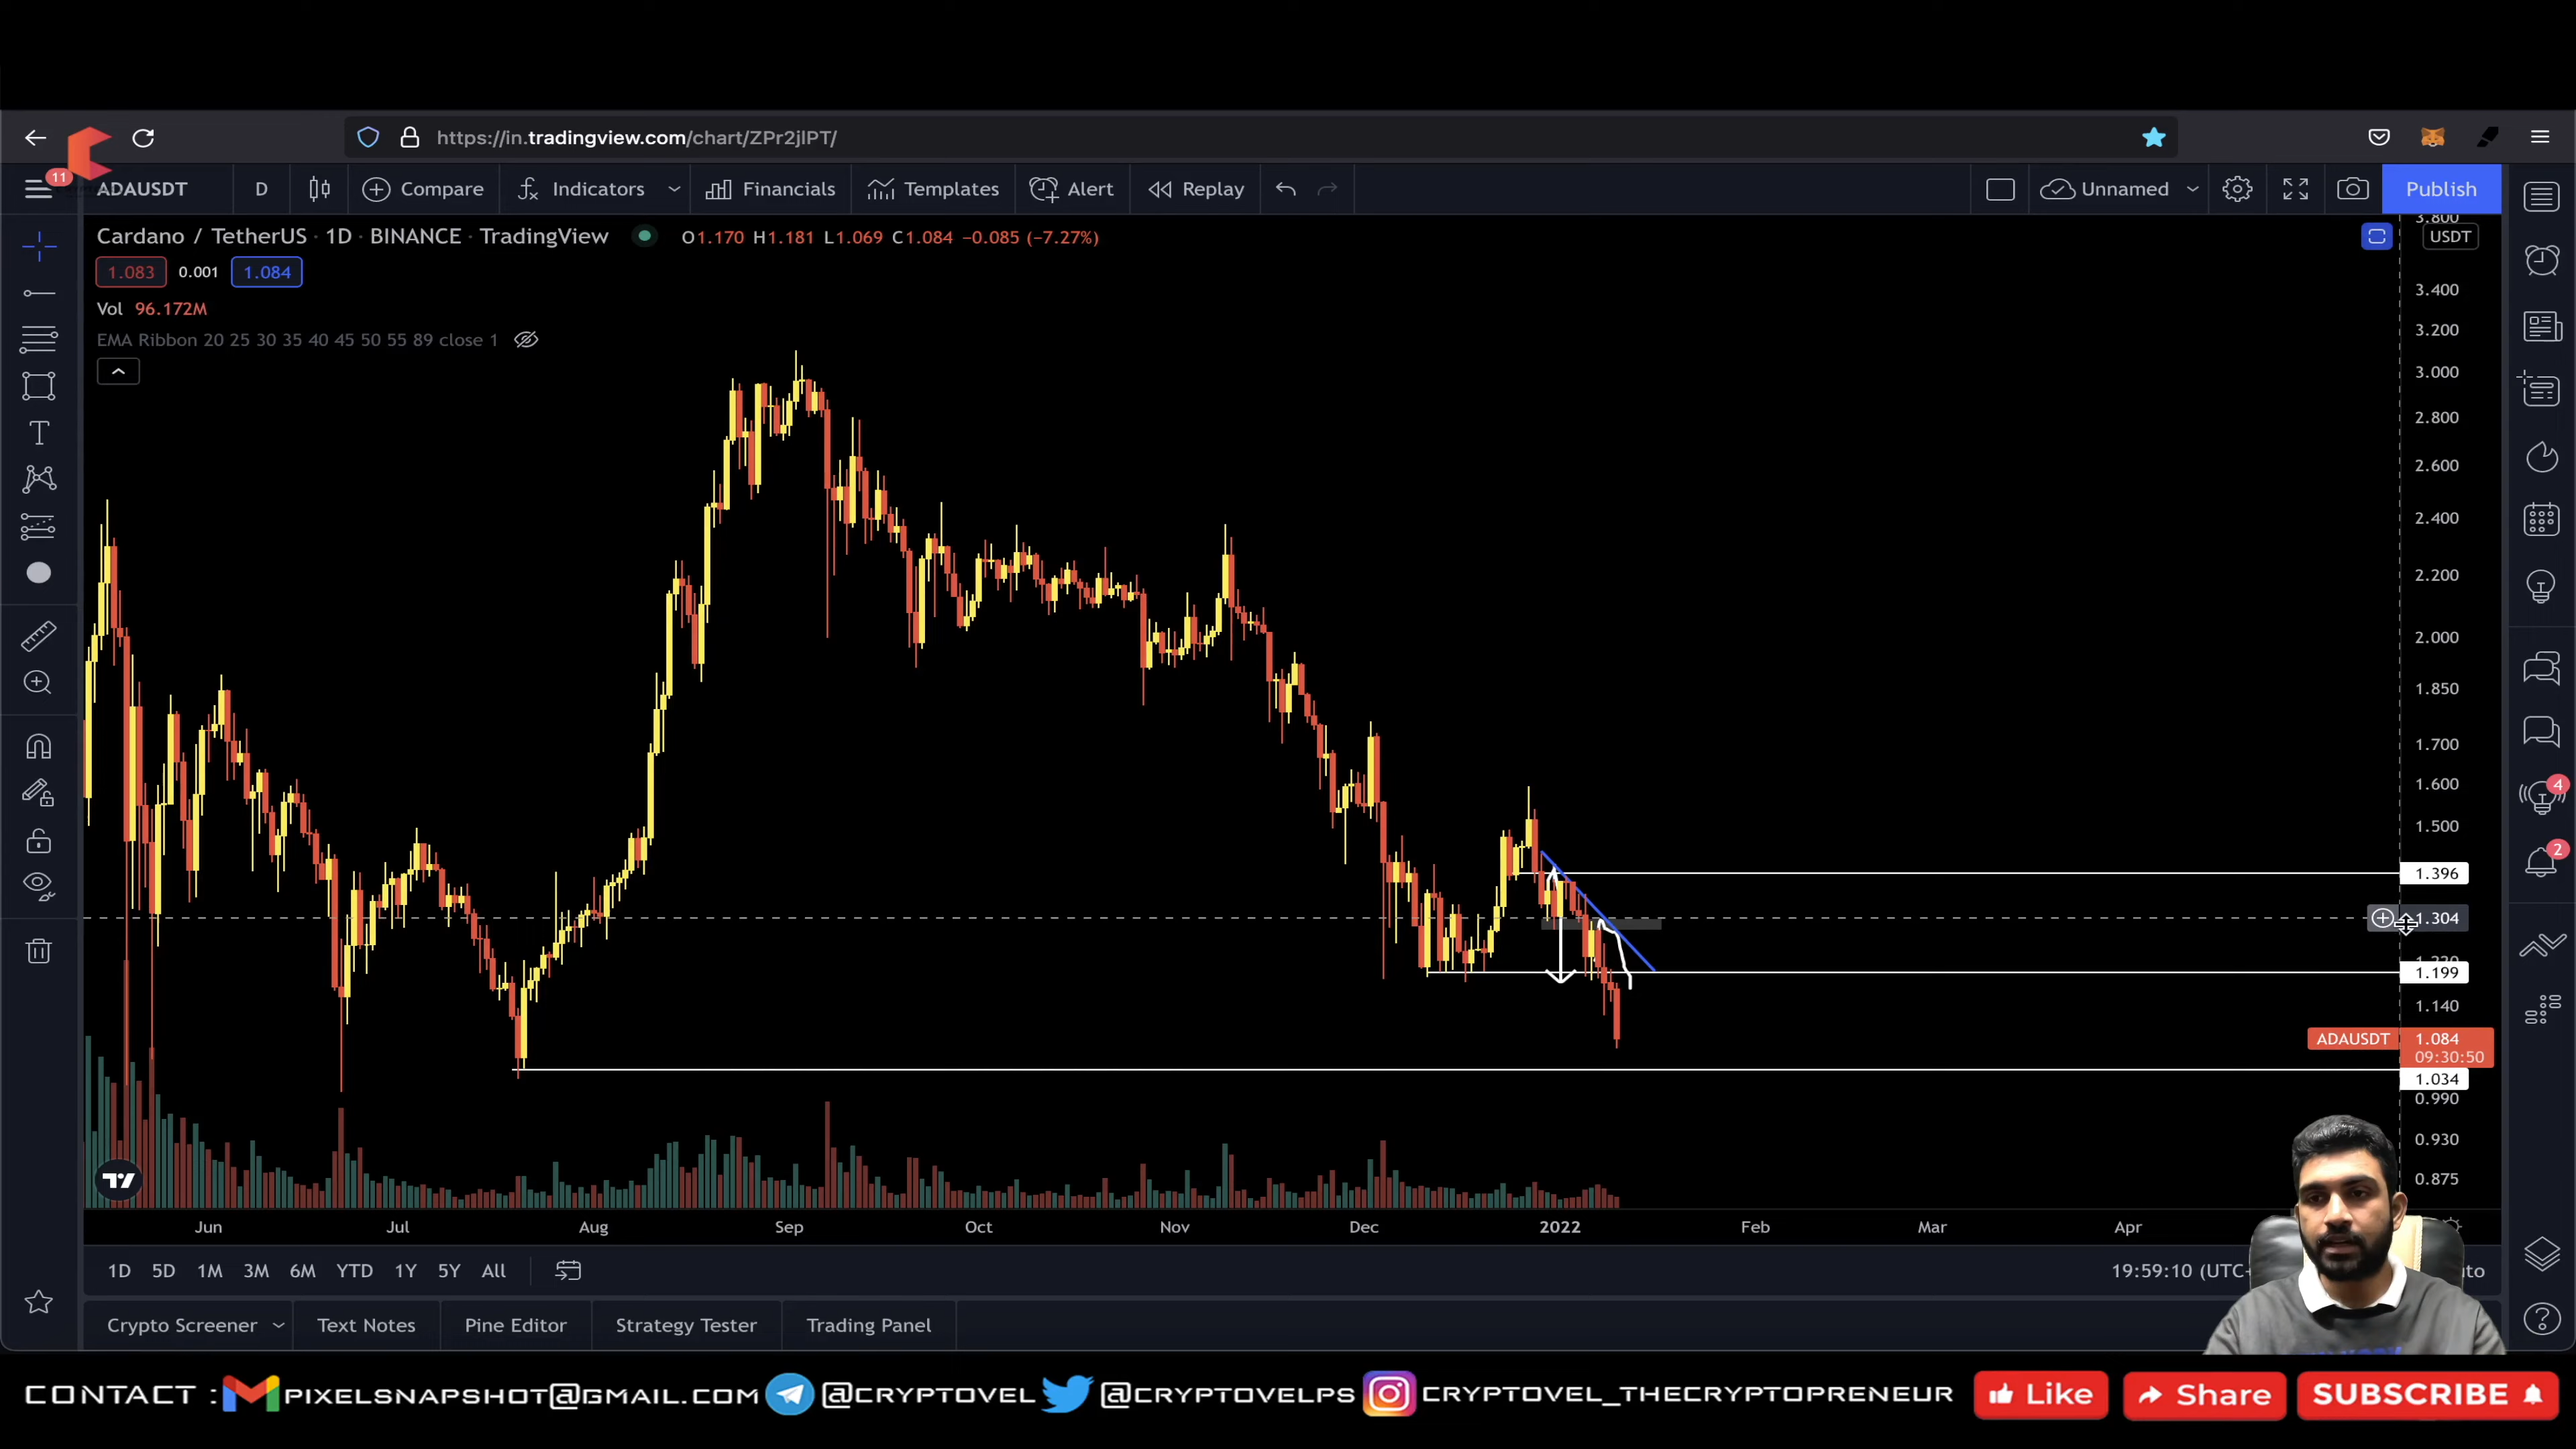 https://in.tradingview.com/chart/ZPr2jlPT/
11
ADAUSDT D Compare Indicators Financials Templates Alert Replay Unnamed Publish
Cardano / TetherUS · 1D · BINANCE · TradingView O1.170 H1.181 L1.069 C1.084 −0.085 (−7.27%)
1.083 0.001 1.084
Vol 96.172M
EMA Ribbon 20 25 30 35 40 45 50 55 89 close 1
3.800
USDT
3.400
3.200
3.000
2.800
2.600
2.400
2.200
2.000
1.850
1.700
1.600
1.500
1.396
1.304
1.199
1.140
ADAUSDT 1.084
09:30:50
1.034
0.990
0.930
0.875
4
2
Jun Jul Aug Sep Oct Nov Dec 2022 Feb Mar Apr
1D 5D 1M 3M 6M YTD 1Y 5Y All 19:59:10 (UTC+
Crypto Screener Text Notes Pine Editor Strategy Tester Trading Panel
CONTACT : PIXELSNAPSHOT@GMAIL.COM @CRYPTOVEL @CRYPTOVELPS CRYPTOVEL_THECRYPTOPRENEUR Like Share SUBSCRIBE